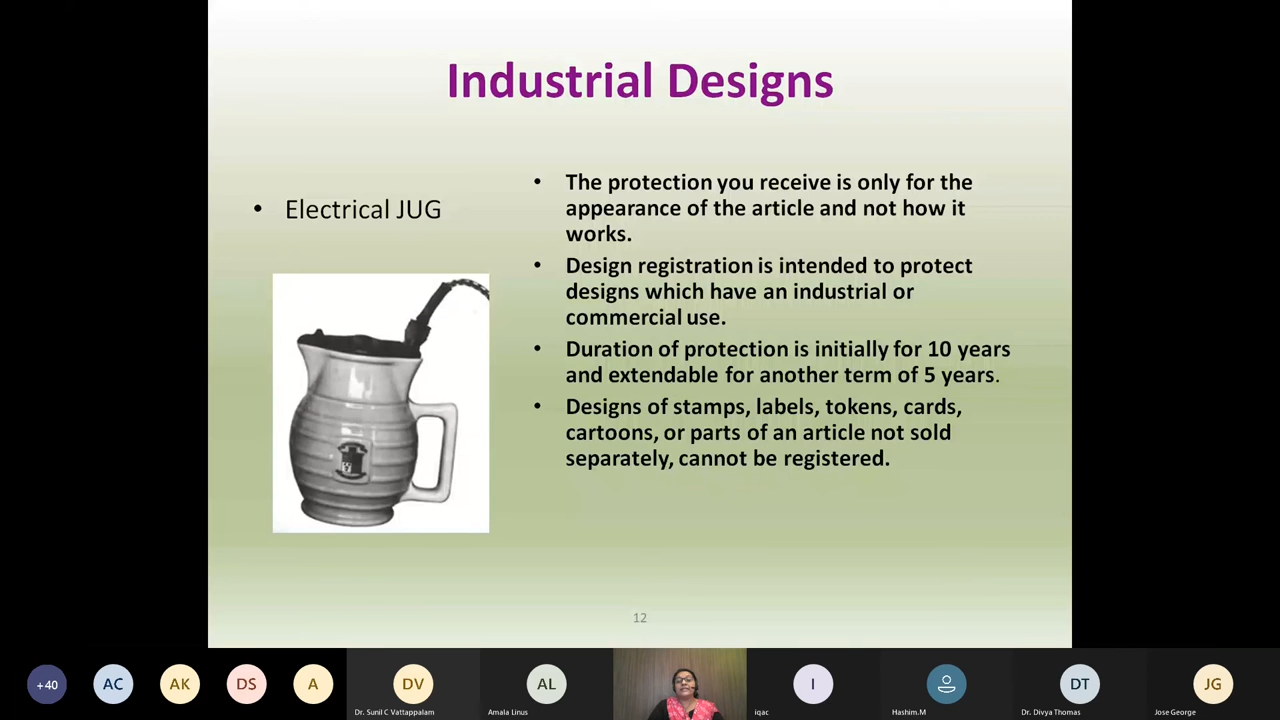 Industrial Designs
• Electrical JUG
• The protection you receive is only for the
appearance of the article and not how it
works.
• Design registration is intended to protect
designs which have an industrial or
commercial use.
• Duration of protection is initially for 10 years
and extendable for another term of 5 years.
• Designs of stamps, labels, tokens, cards,
cartoons, or parts of an article not sold
separately, cannot be registered.
12
+40
AC
AK
DS
A
DV
Dr. Sunil C Vattappalam
AL
Amala Linus
I
iqac
Hashim.M
DT
Dr. Divya Thomas
JG
Jose George